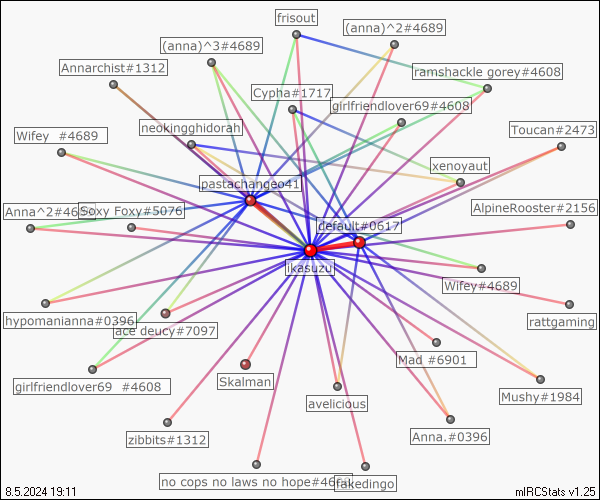 frisout
(anna)^3#4689
(anna)^2#4689
Annarchist#1312
ramshackle gorey#4608
Cypha#1717
girlfriendlover69#4608
neokingghidorah
Toucan#2473
Wifey #4689
xenoyaut
pastachangeo41
Anna^2#4689
Soxy Foxy#5076
AlpineRooster#2156
default#0617
ikasuzu
Wifey#4689
hypomanianna#0396
rattgaming
ace deucy#7097
Mad #6901
girlfriendlover69 #4608
Skalman
Mushy#1984
avelicious
zibbits#1312
Anna.#0396
no cops no laws no hope#46
fakedingo
8.5.2024 19:11
mIRCStats v1.25